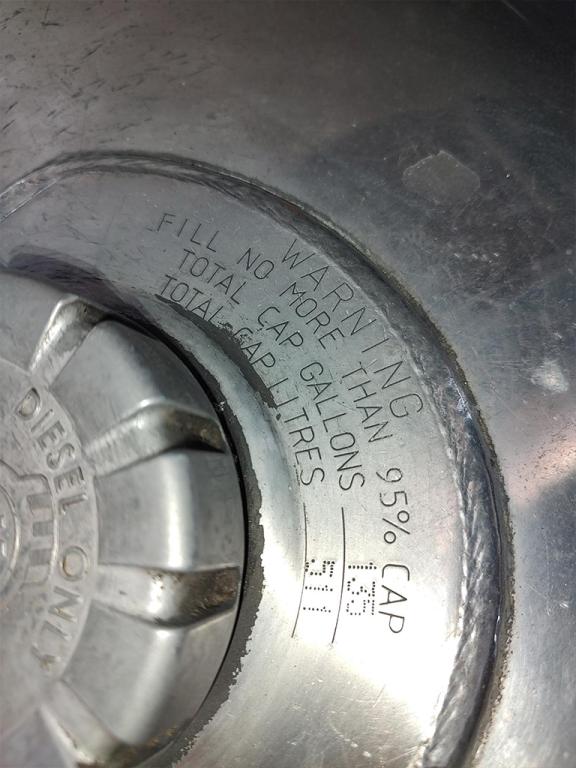 WARNING
FILL NO MORE THAN 95% CAP
TOTAL CAP GALLONS 135
TOTAL CAP LITRES 511
DIESEL ONLY